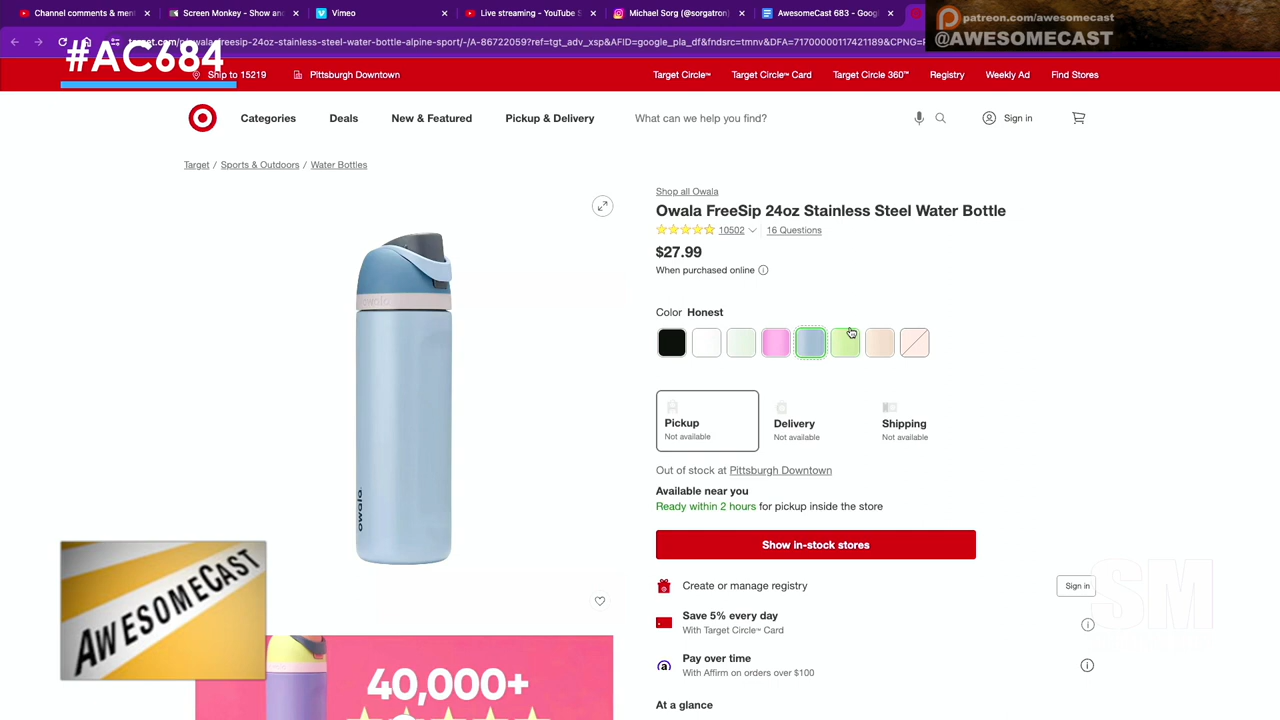 Channel comments & ment
Screen Monkey - Show and
Vimeo
Live streaming - YouTube S
Michael Sorg (@sorgatron)
AwesomeCast 683 - Goog
patreon.com/awesomecast
@AWESOMECAST
#AC684
Ship to 15219
Pittsburgh Downtown
Target Circle™
Target Circle™ Card
Target Circle 360™
Registry
Weekly Ad
Find Stores
Categories
Deals
New & Featured
Pickup & Delivery
What can we help you find?
Sign in
Target / Sports & Outdoors / Water Bottles
Shop all Owala
Owala FreeSip 24oz Stainless Steel Water Bottle
10502
16 Questions
$27.99
When purchased online
Color Honest
Pickup
Not available
Delivery
Not available
Shipping
Not available
Out of stock at Pittsburgh Downtown
Available near you
Ready within 2 hours for pickup inside the store
Show in-stock stores
Create or manage registry
Sign in
Save 5% every day
With Target Circle™ Card
Pay over time
With Affirm on orders over $100
At a glance
owala
owala
AWESOMECAST
40,000+
SM